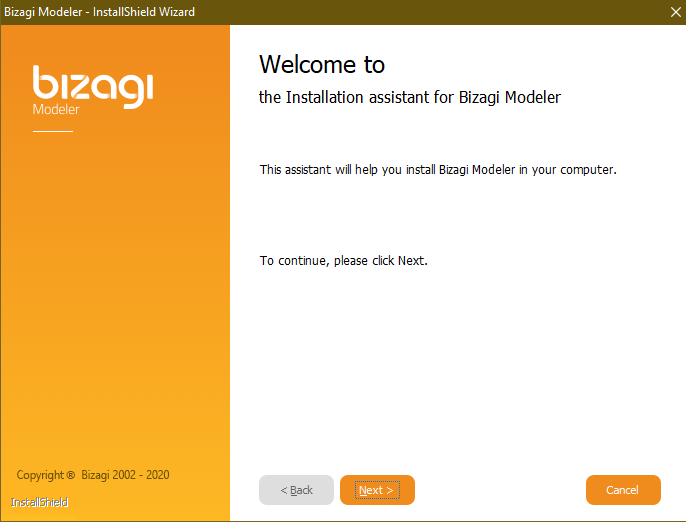 Bizagi Modeler - InstallShield Wizard
bizagi
Modeler
Welcome to
the Installation assistant for Bizagi Modeler
This assistant will help you install Bizagi Modeler in your computer.
To continue, please click Next.
Copyright ® Bizagi 2002 - 2020
InstallShield
< Back
Next >
Cancel